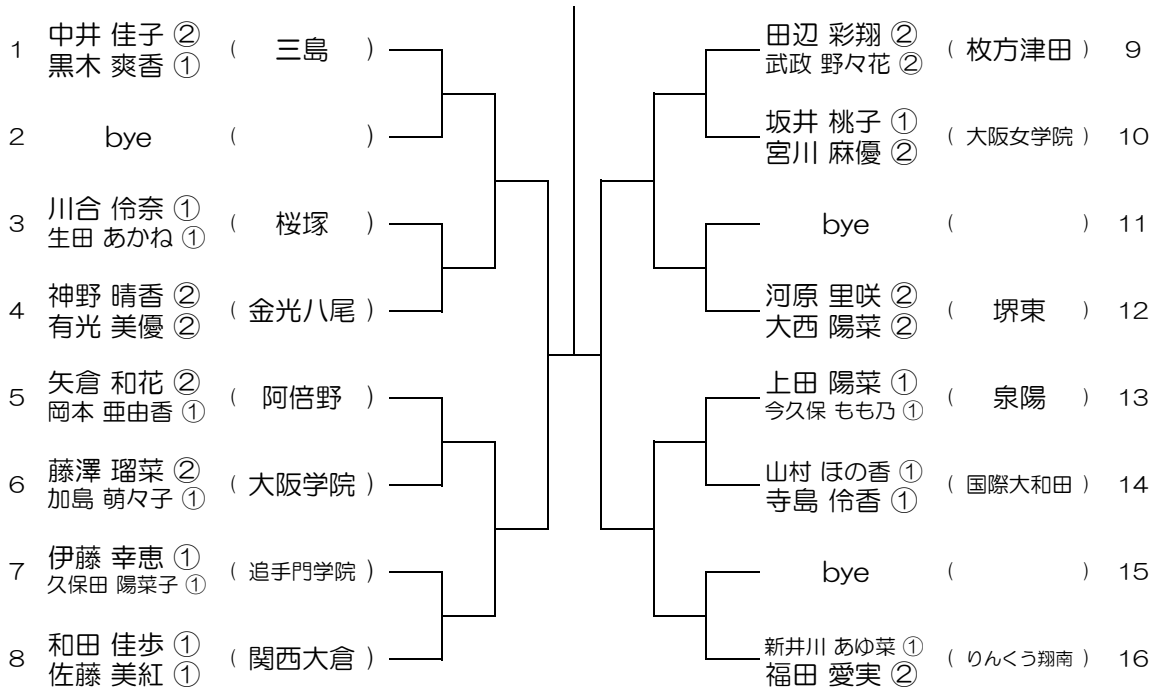 1 中井 佳子 ② ( 三島 )
黒木 爽香 ①
2 bye ( )
3 川合 伶奈 ① ( 桜塚 )
生田 あかね ①
4 神野 晴香 ② ( 金光八尾 )
有光 美優 ②
5 矢倉 和花 ② ( 阿倍野 )
岡本 亜由香 ①
6 藤澤 瑠菜 ② ( 大阪学院 )
加島 萌々子 ①
7 伊藤 幸恵 ① ( 追手門学院 )
久保田 陽菜子 ①
8 和田 佳歩 ① ( 関西大倉 )
佐藤 美紅 ①
田辺 彩翔 ② ( 枚方津田 ) 9
武政 野々花 ②
坂井 桃子 ① ( 大阪女学院 ) 10
宮川 麻優 ②
bye ( ) 11
河原 里咲 ② ( 堺東 ) 12
大西 陽菜 ②
上田 陽菜 ① ( 泉陽 ) 13
今久保 もも乃 ①
山村 ほの香 ① ( 国際大和田 ) 14
寺島 伶香 ①
bye ( ) 15
新井川 あゆ菜 ① ( りんくう翔南 ) 16
福田 愛実 ②